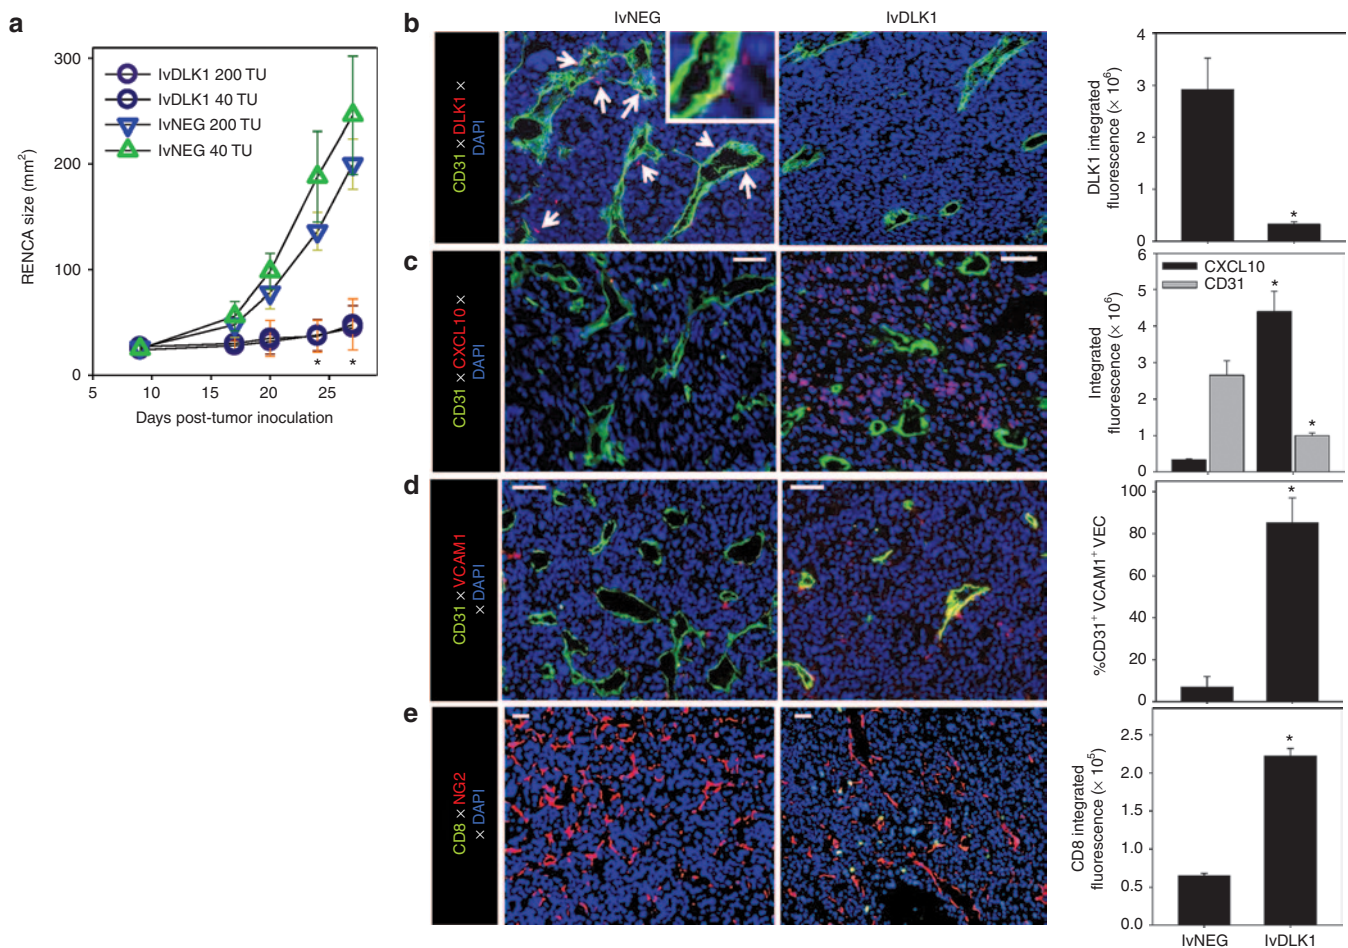 a
300
200
100
0
RENCA size (mm²)
IvDLK1 200 TU
IvDLK1 40 TU
IvNEG 200 TU
IvNEG 40 TU
* *
5 10 15 20 25
Days post-tumor inoculation
b
IvNEG
IvDLK1
CD31 × DLK1 ×
DAPI
DLK1 integrated
fluorescence (× 10⁶)
4
3
2
1
0
*
c
CD31 × CXCL10 ×
DAPI
Integrated
fluorescence (× 10⁶)
6
5
4
3
2
1
0
CXCL10
CD31
*
*
d
CD31 × VCAM1
× DAPI
%CD31⁺ VCAM1⁺ VEC
100
80
60
40
20
0
*
e
CD8 × NG2
× DAPI
CD8 integrated
fluorescence (× 10⁵)
2.5
2.0
1.5
1.0
0.5
0.0
*
IvNEG
IvDLK1